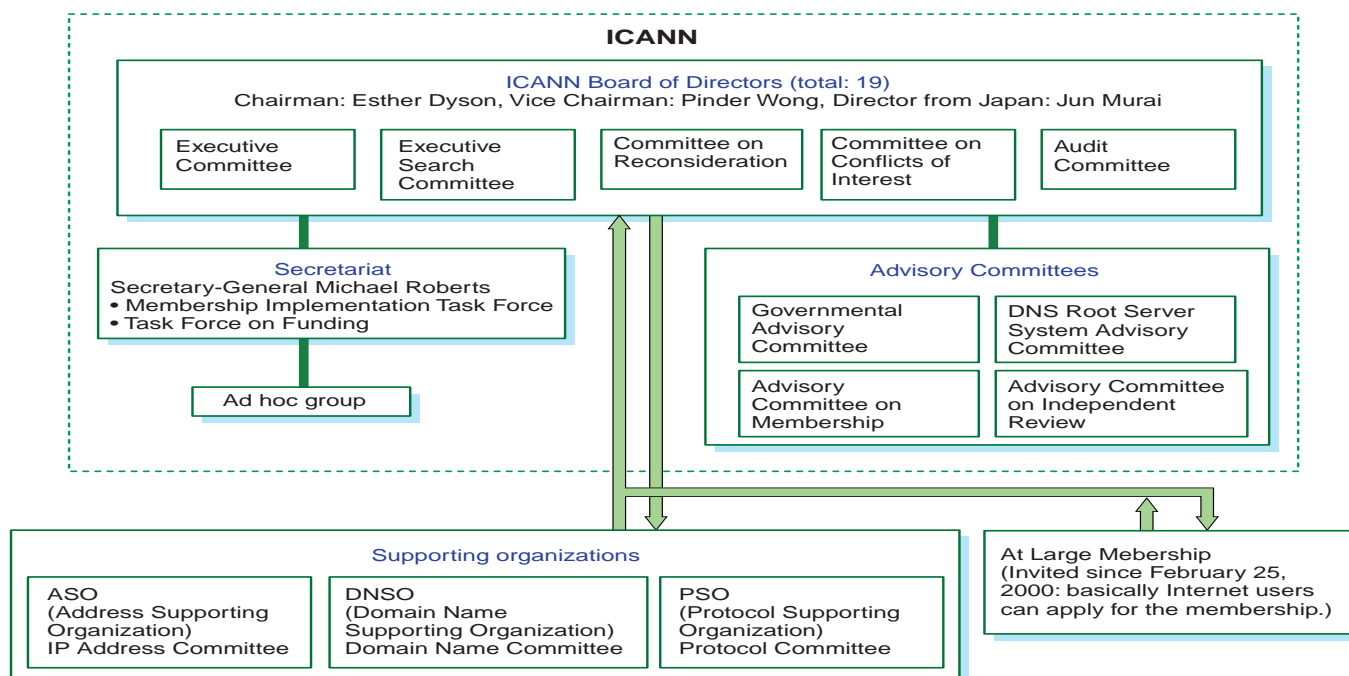 ICANN
ICANN Board of Directors (total: 19)
Chairman: Esther Dyson, Vice Chairman: Pinder Wong, Director from Japan: Jun Murai
Executive
Committee
Executive
Search
Committee
Committee on
Reconsideration
Committee on
Conflicts of
Interest
Audit
Committee
Secretariat
Secretary-General Michael Roberts
• Membership Implementation Task Force
• Task Force on Funding
Ad hoc group
Advisory Committees
Governmental
Advisory
Committee
DNS Root Server
System Advisory
Committee
Advisory
Committee on
Membership
Advisory Committee
on Independent
Review
Supporting organizations
ASO
(Address Supporting
Organization)
IP Address Committee
DNSO
(Domain Name
Supporting Organization)
Domain Name Committee
PSO
(Protocol Supporting
Organization)
Protocol Committee
At Large Mebership
(Invited since February 25,
2000: basically Internet users
can apply for the membership.)